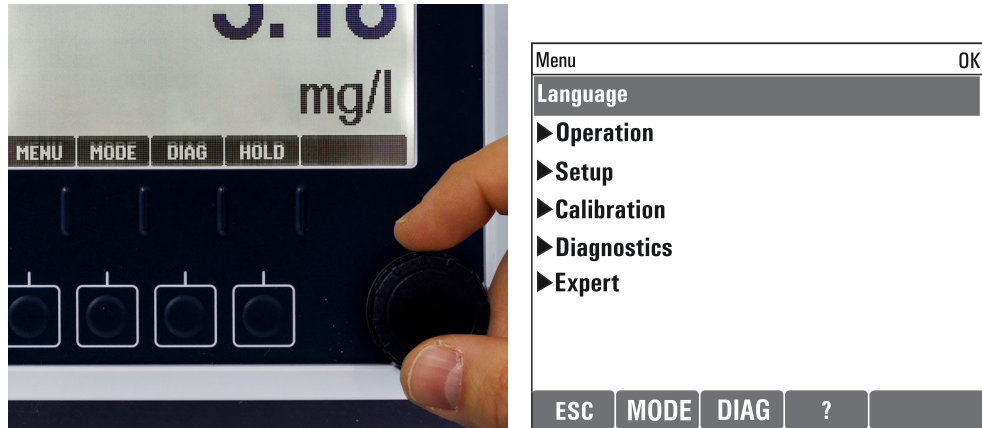 mg/l
MENU MODE DIAG HOLD
Menu OK
Language
Operation
Setup
Calibration
Diagnostics
Expert
ESC MODE DIAG ?